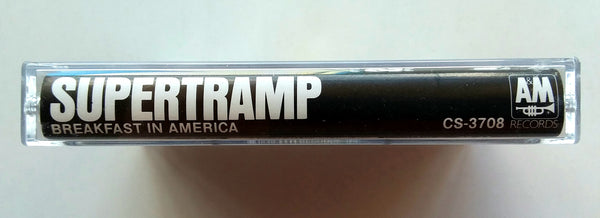 SUPERTRAMP
BREAKFAST IN AMERICA
CS-3708
A&M
RECORDS